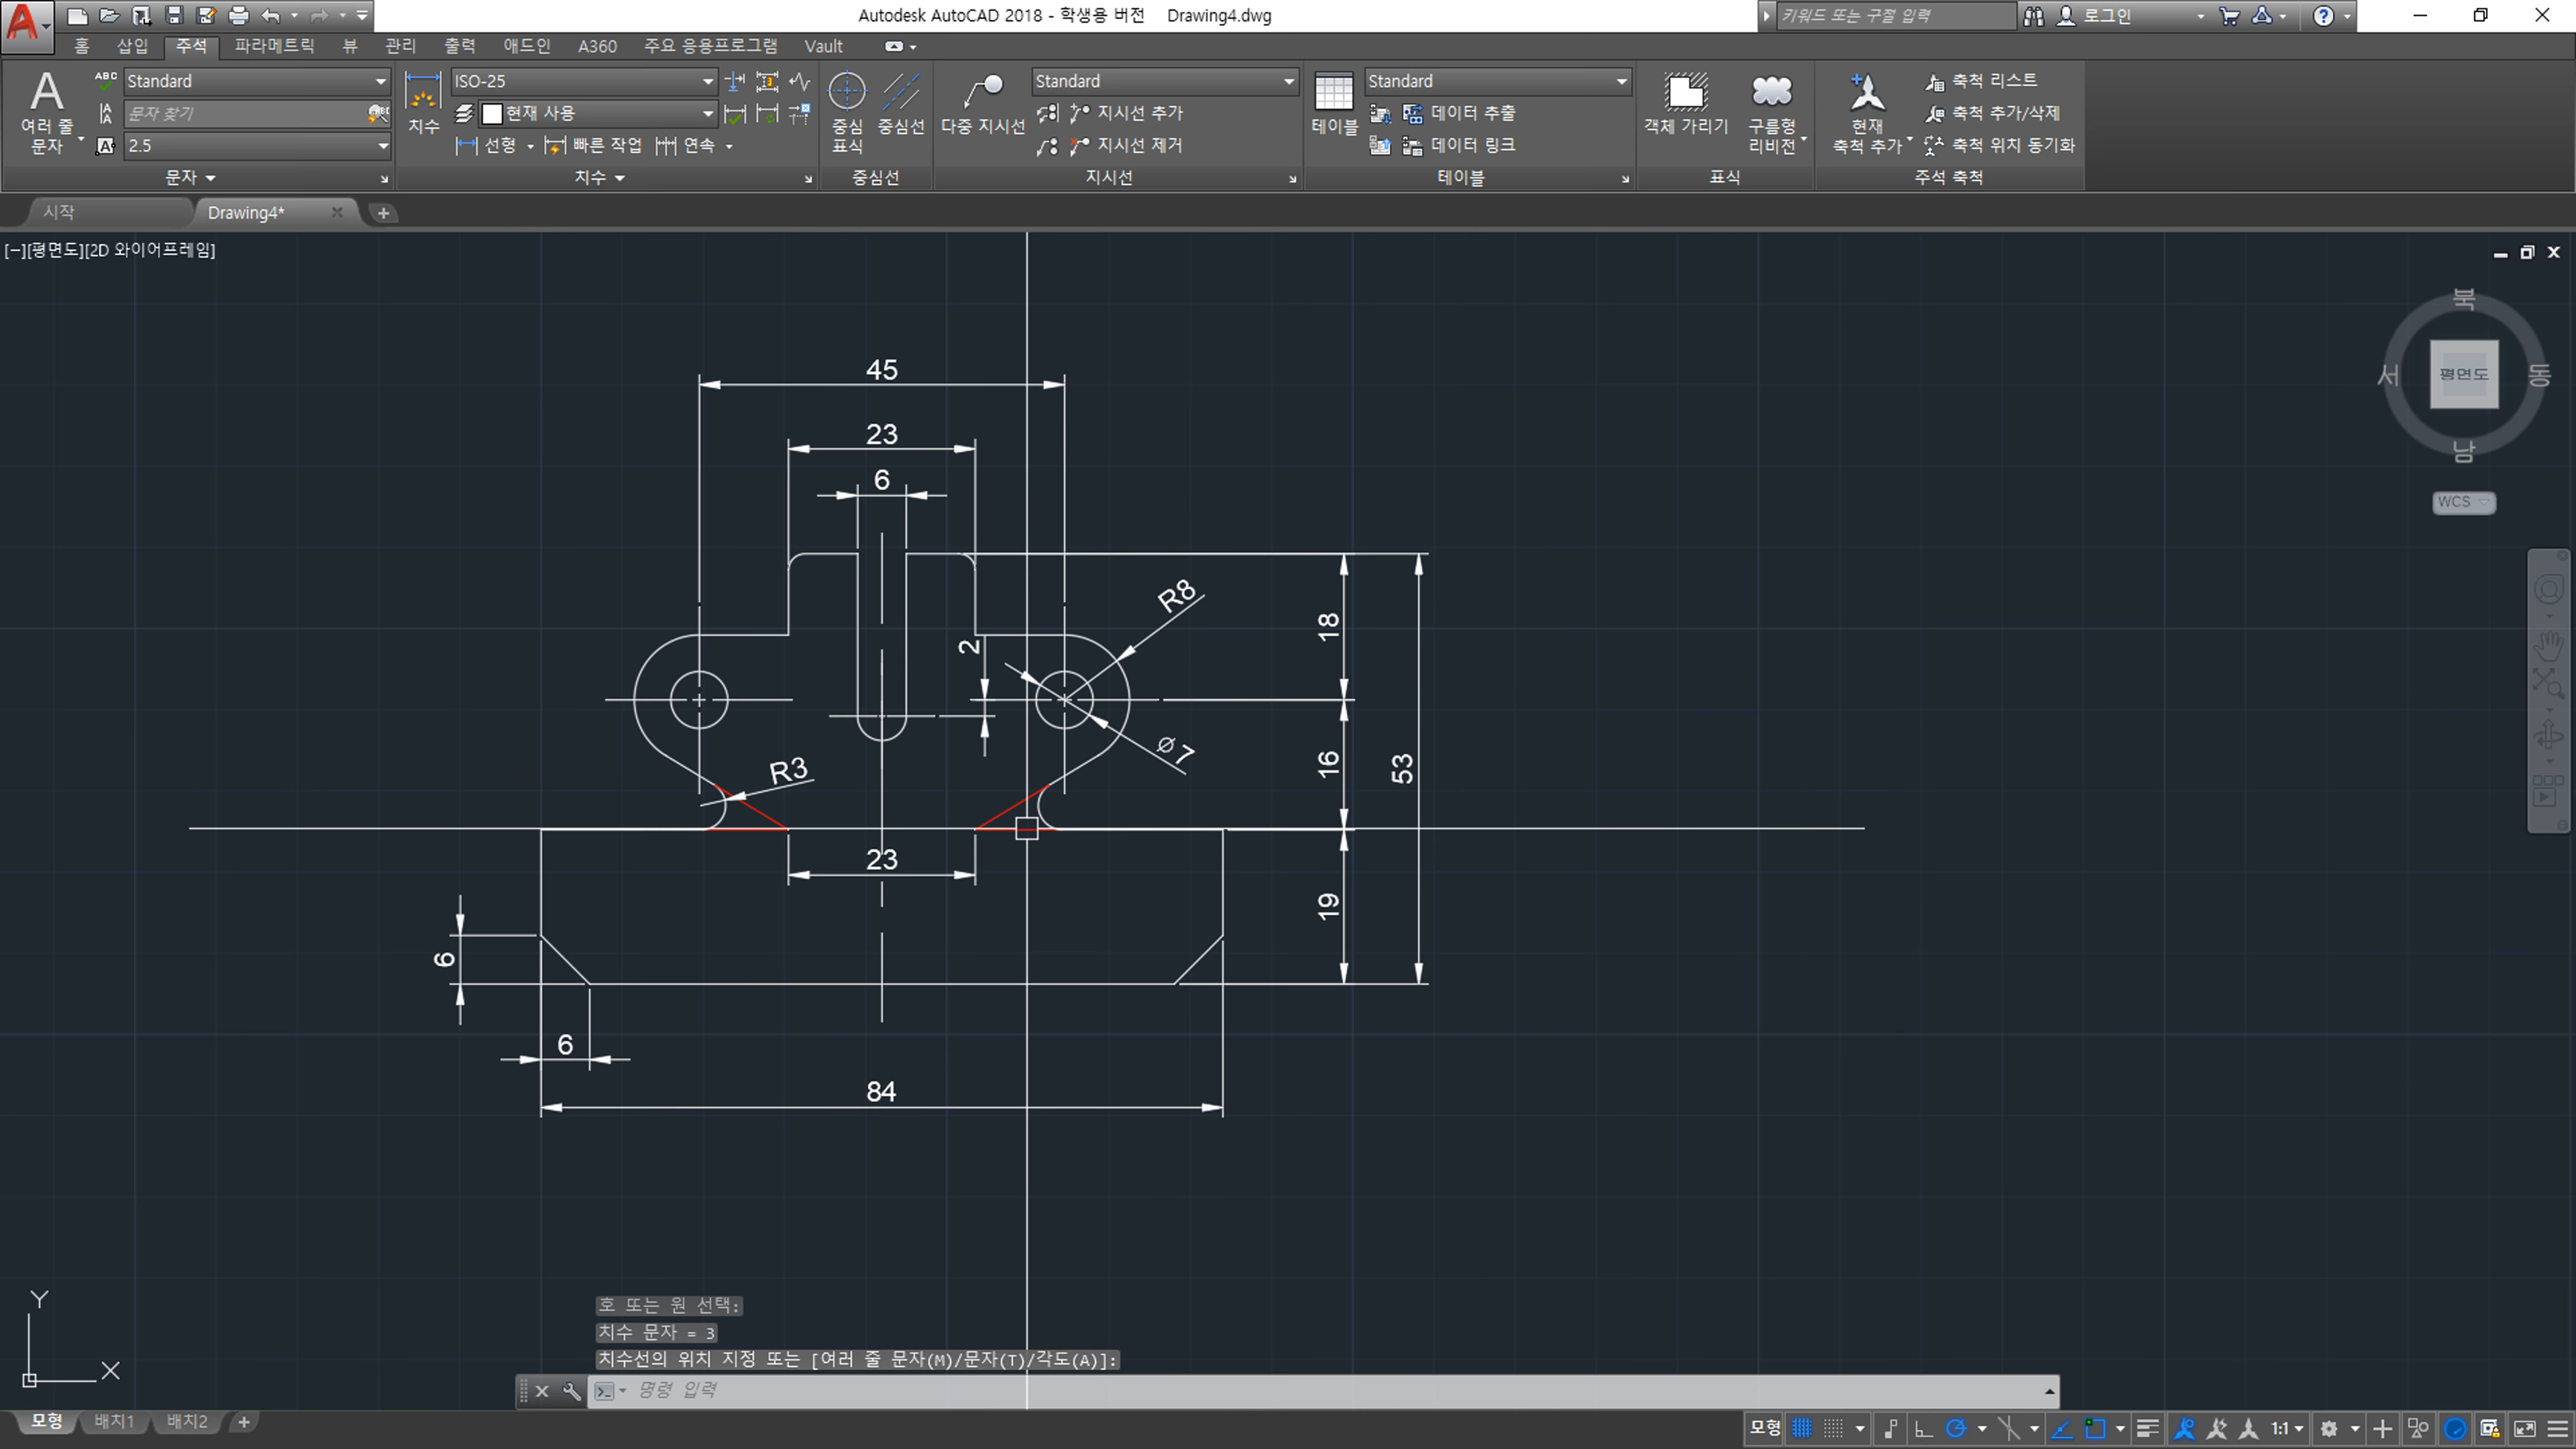 Autodesk AutoCAD 2018 - 학생용 버전 Drawing4.dwg
키워드 또는 구절 입력
로그인
홈 삽입 주석 파라메트릭 뷰 관리 출력 애드인 A360 주요 응용프로그램 Vault
A
여러 줄
문자
ABC
Standard
문자 찾기
2.5
치수
ISO-25
현재 사용
선형 빠른 작업 연속
중심
표식
중심선
다중 지시선
Standard
지시선 추가
지시선 제거
테이블
Standard
데이터 추출
데이터 링크
객체 가리기
구름형
리비전
현재
축척 추가
축척 리스트
축척 추가/삭제
축척 위치 동기화
문자 치수 중심선 지시선 테이블 표식 주석 축척
시작 Drawing4*
[−][평면도][2D 와이어프레임]
북
서 평면도 동
남
WCS
45
23
6
R8
18
2
Ø7
16
53
R3
23
19
6
6
84
Y
X
호 또는 원 선택:
치수 문자 = 3
치수선의 위치 지정 또는 [여러 줄 문자(M)/문자(T)/각도(A)]:
명령 입력
모형 배치1 배치2
모형 1:1